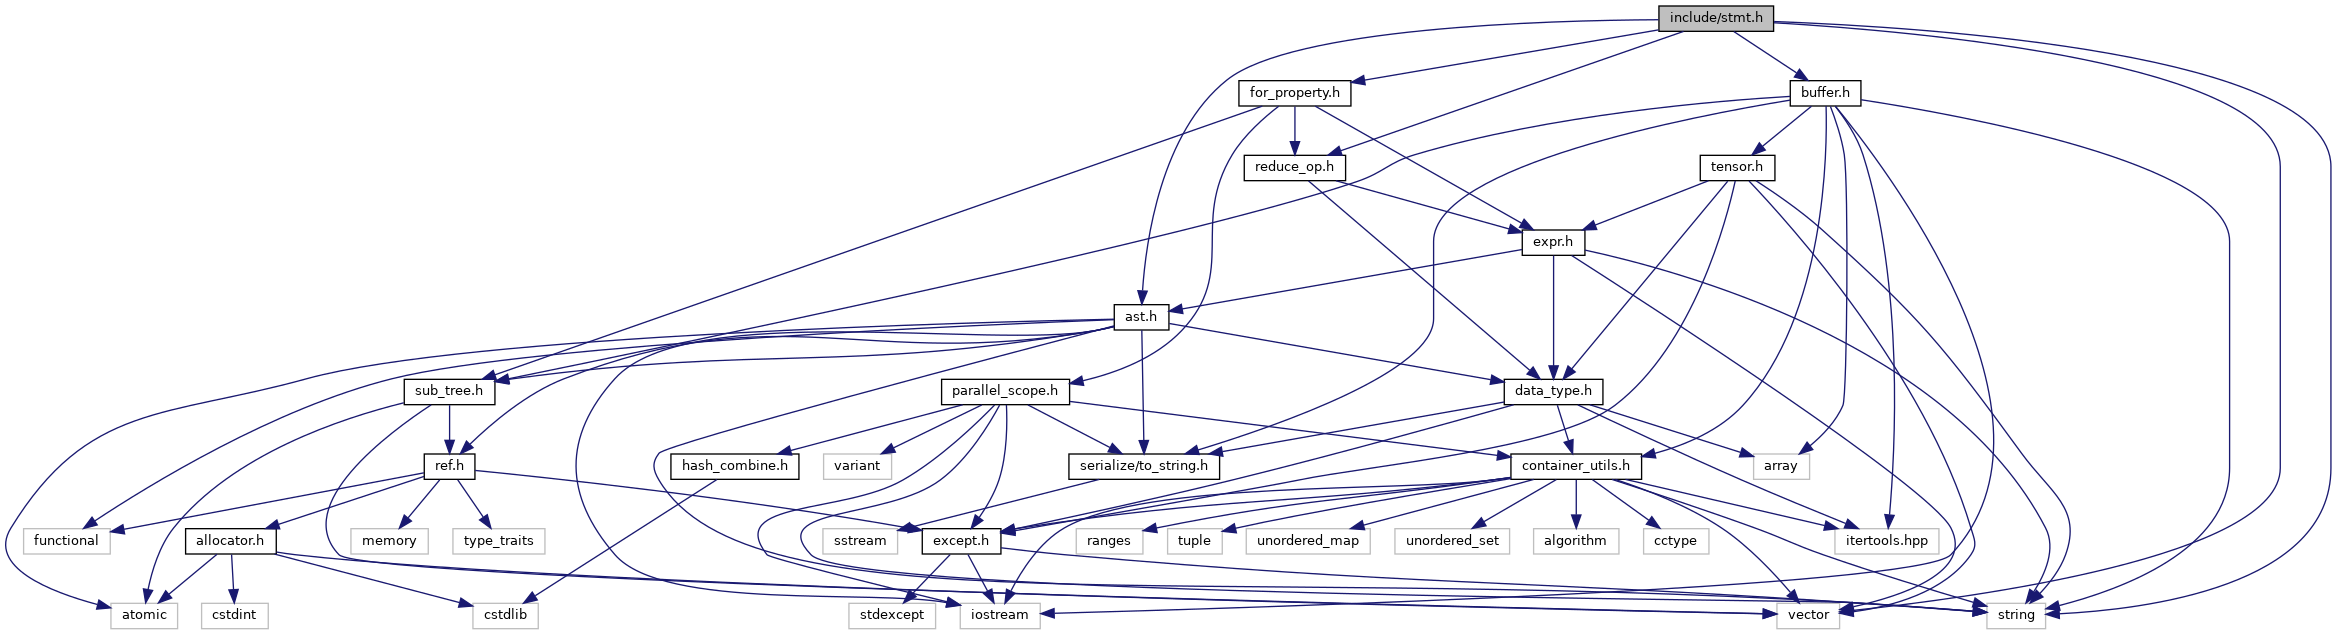 include/stmt.h
for_property.h
buffer.h
reduce_op.h
tensor.h
expr.h
ast.h
sub_tree.h
parallel_scope.h
data_type.h
ref.h
hash_combine.h
variant
serialize/to_string.h
container_utils.h
array
functional
allocator.h
memory
type_traits
sstream
except.h
ranges
tuple
unordered_map
unordered_set
algorithm
cctype
itertools.hpp
atomic
cstdint
cstdlib
stdexcept
iostream
vector
string